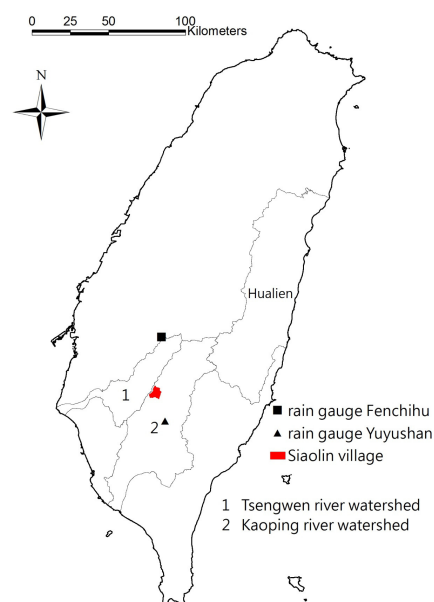 0 25 50 100
Kilometers
N
Hualien
1
2
rain gauge Fenchihu
rain gauge Yuyushan
Siaolin village
1 Tsengwen river watershed
2 Kaoping river watershed